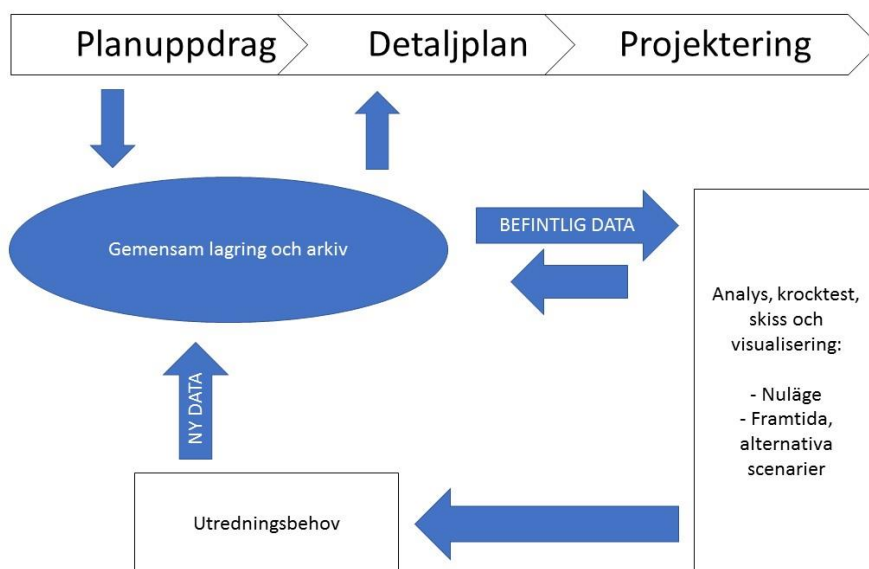 Planuppdrag
Detaljplan
Projektering
Gemensam lagring och arkiv
BEFINTLIG DATA
Analys, krocktest,
skiss och
visualisering:
- Nuläge
- Framtida,
alternativa
scenarier
NY DATA
Utredningsbehov